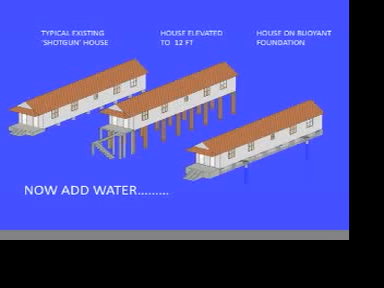 TYPICAL EXISTING
'SHOTGUN' HOUSE
HOUSE ELEVATED
TO 12 FT
HOUSE ON BUOYANT
FOUNDATION
NOW ADD WATER.........